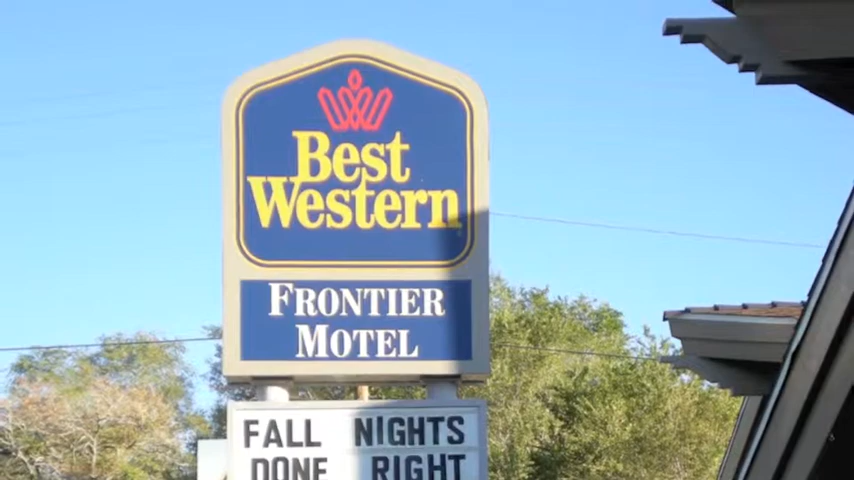 Best
Western
FRONTIER
MOTEL
FALL NIGHTS
DONE RIGHT